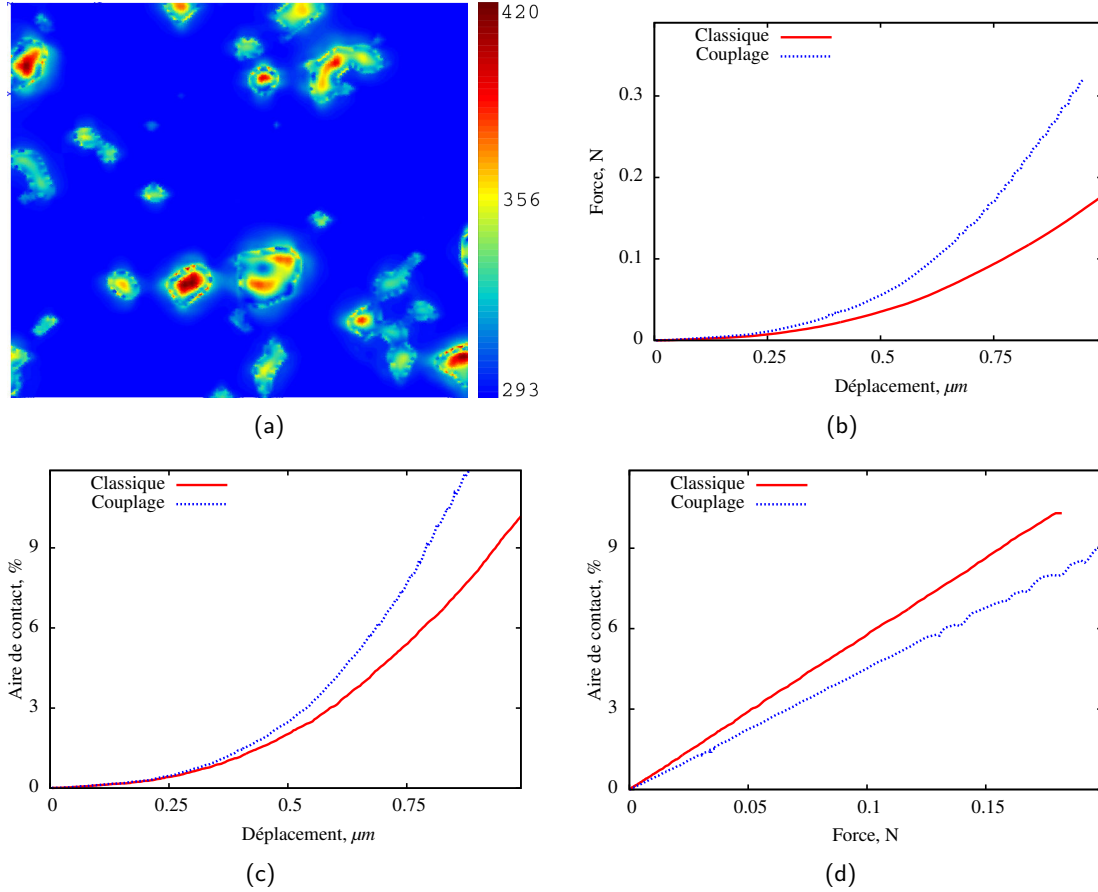 420
356
293
(a)
Classique
Couplage
Force, N
0.3
0.2
0.1
0
0 0.25 0.5 0.75
Déplacement, μm
(b)
Classique
Couplage
Aire de contact, %
9
6
3
0
0 0.25 0.5 0.75
Déplacement, μm
(c)
Classique
Couplage
Aire de contact, %
9
6
3
0
0 0.05 0.1 0.15
Force, N
(d)